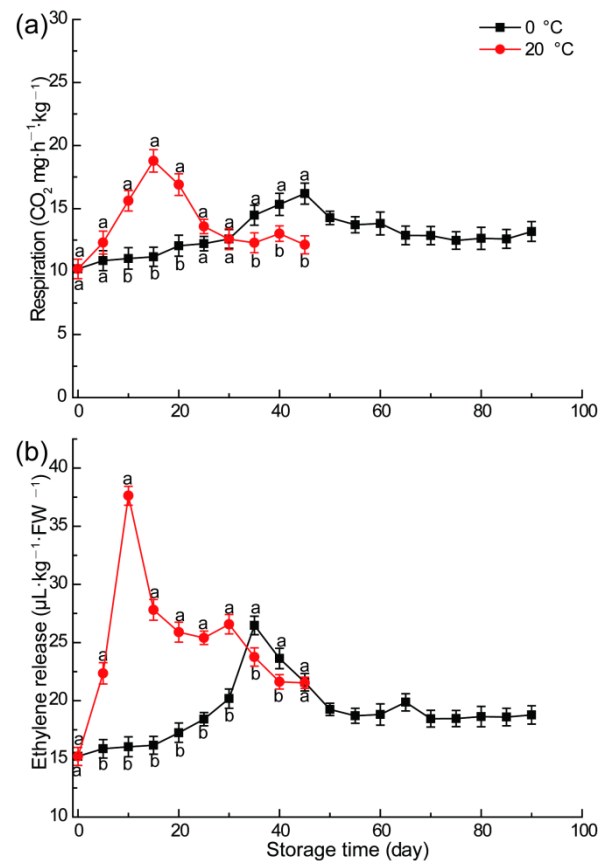 (a)
30
25
20
15
10
5
0
Respiration (CO₂ mg·h⁻¹·kg⁻¹)
0 °C
20 °C
a a a a a a a a a a
a a b b b a a b b b
0 20 40 60 80 100
(b)
40
35
30
25
20
15
10
Ethylene release (μL·kg⁻¹·FW ⁻¹)
a a a a a a a a a a
a b b b b b b b b a
0 20 40 60 80 100
Storage time (day)